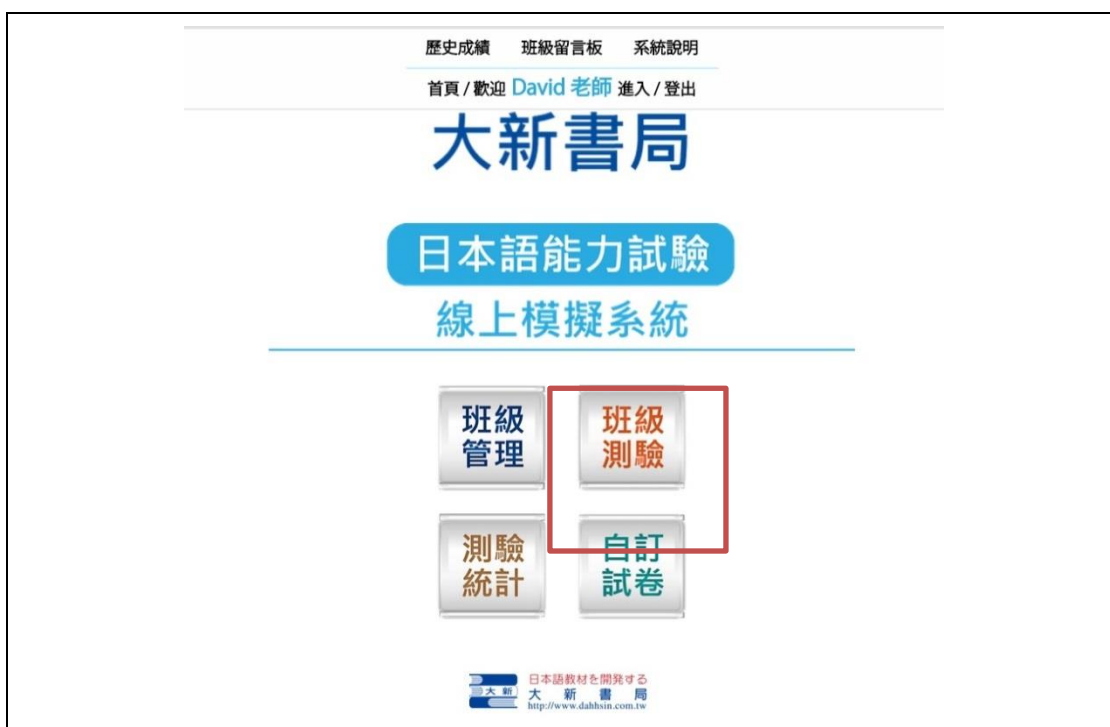 歷史成績 班級留言板 系統說明
首頁 / 歡迎 David 老師 進入 / 登出
大新書局
日本語能力試驗
線上模擬系統
班級
管理
班級
測驗
測驗
統計
自訂
試卷
大新
日本語教材を開発する
大新書局
http://www.dahhsin.com.tw